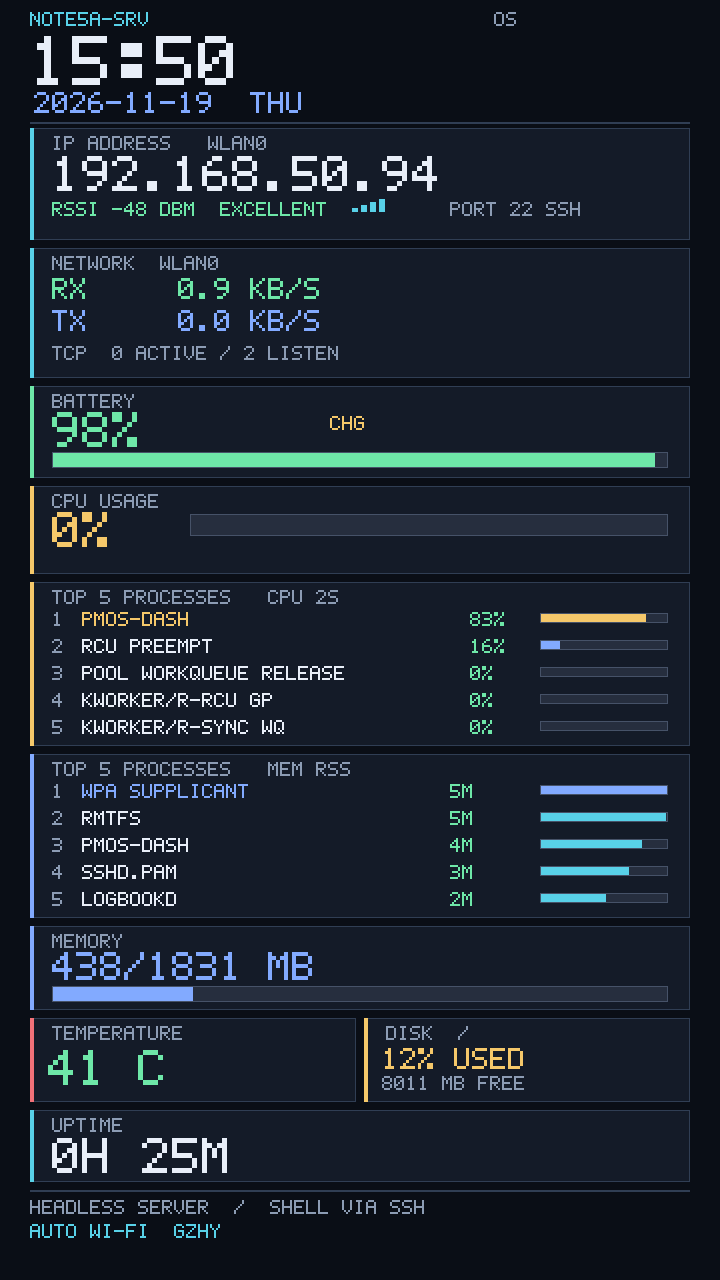 NOTE5A-SRV OS
15:50
2026-11-19 THU
IP ADDRESS WLAN0
192.168.50.94
RSSI -48 DBM EXCELLENT PORT 22 SSH
NETWORK WLAN0
RX 0.9 KB/S
TX 0.0 KB/S
TCP 0 ACTIVE / 2 LISTEN
BATTERY
98% CHG
CPU USAGE
0%
TOP 5 PROCESSES CPU 2S
1 PMOS-DASH 83%
2 RCU PREEMPT 16%
3 POOL WORKQUEUE RELEASE 0%
4 KWORKER/R-RCU GP 0%
5 KWORKER/R-SYNC WQ 0%
TOP 5 PROCESSES MEM RSS
1 WPA SUPPLICANT 5M
2 RMTFS 5M
3 PMOS-DASH 4M
4 SSHD.PAM 3M
5 LOGBOOKD 2M
MEMORY
438/1831 MB
TEMPERATURE
41 C
DISK /
12% USED
8011 MB FREE
UPTIME
0H 25M
HEADLESS SERVER / SHELL VIA SSH
AUTO WI-FI GZHY